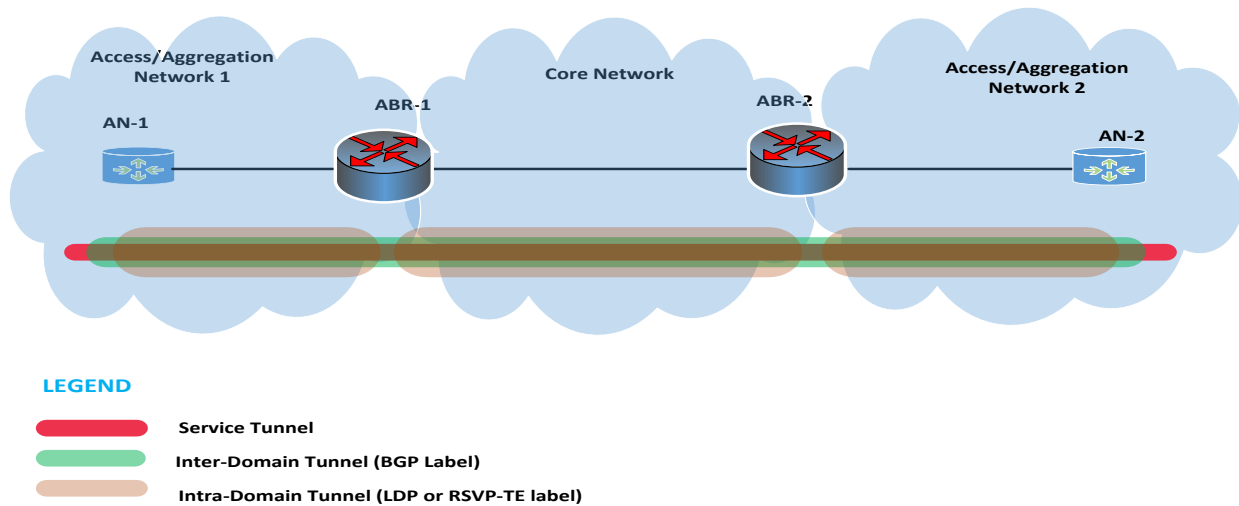 Access/Aggregation
Network 1
Core Network
Access/Aggregation
Network 2
ABR-1
ABR-2
AN-1
AN-2
LEGEND
Service Tunnel
Inter-Domain Tunnel (BGP Label)
Intra-Domain Tunnel (LDP or RSVP-TE label)